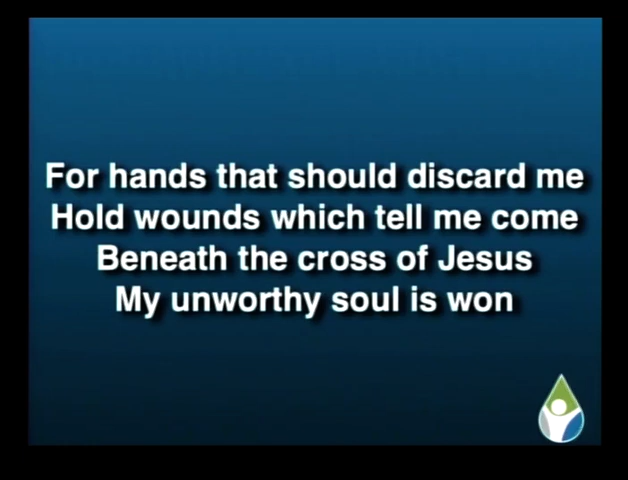 For hands that should discard me
Hold wounds which tell me come
Beneath the cross of Jesus
My unworthy soul is won